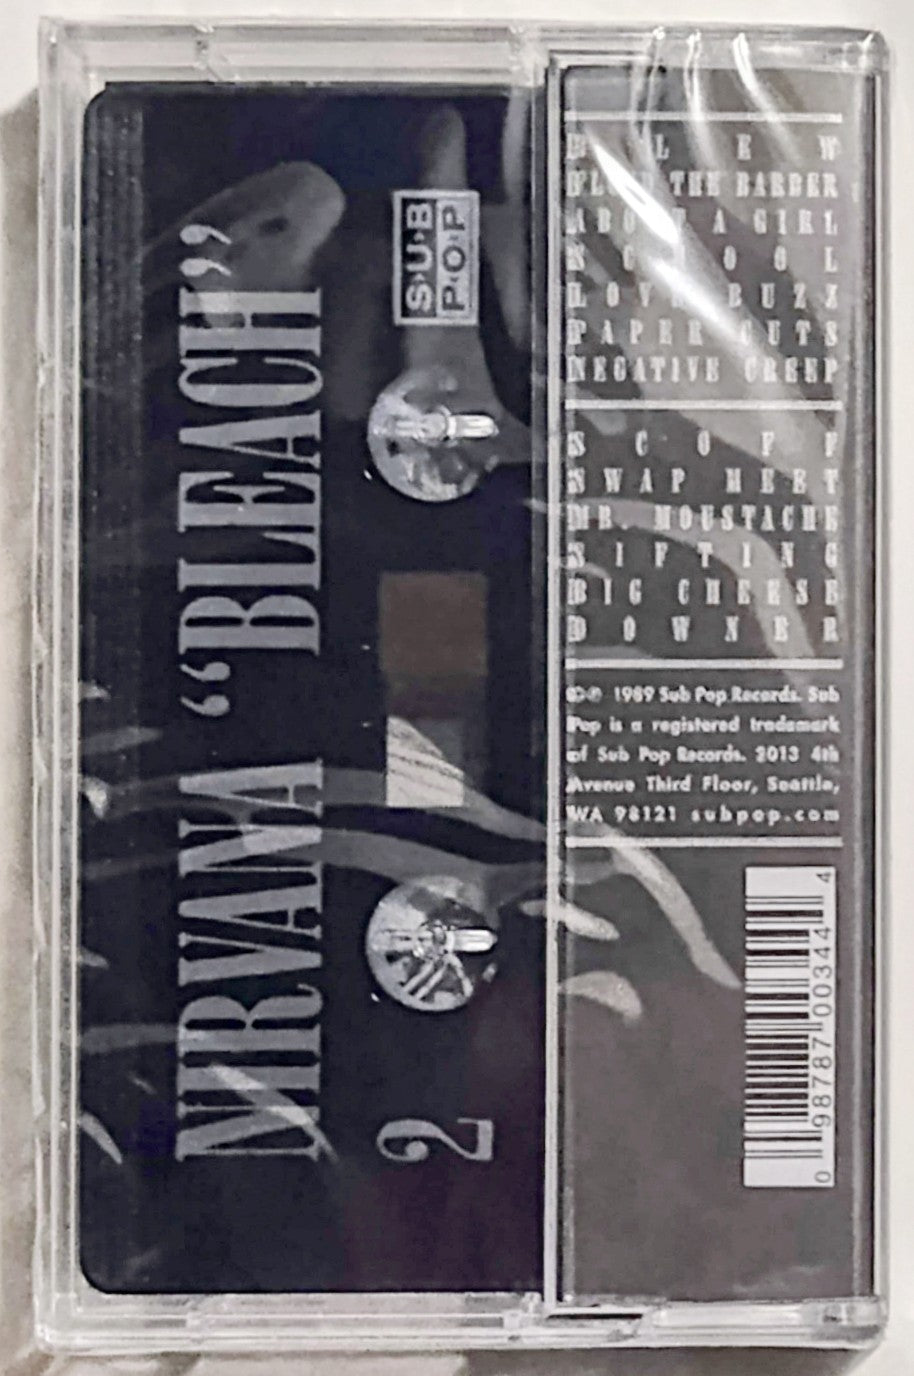 NIRVANA “BLEACH”
2
S·U·B
P·O·P
BLEW
FLOYD THE BARBER
ABOUT A GIRL
SCHOOL
LOVE BUZZ
PAPER CUTS
NEGATIVE CREEP
SCOFF
SWAP MEET
MR. MOUSTACHE
SIFTING
BIG CHEESE
DOWNER
©℗ 1989 Sub Pop Records. Sub
Pop is a registered trademark
of Sub Pop Records. 2013 4th
Avenue Third Floor, Seattle,
WA 98121 subpop.com
0 98787 00344 4